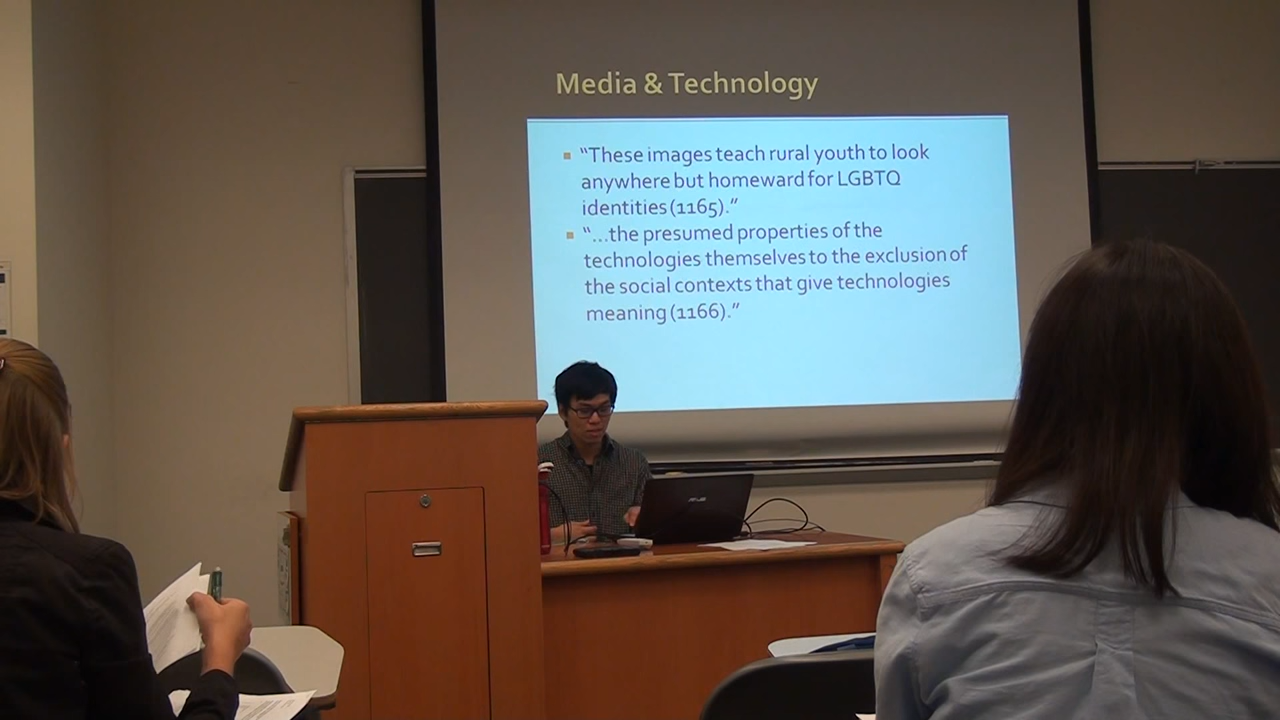 Media & Technology
“These images teach rural youth to look
anywhere but homeward for LGBTQ
identities (1165).”
“...the presumed properties of the
technologies themselves to the exclusion of
the social contexts that give technologies
meaning (1166).”
ASUS